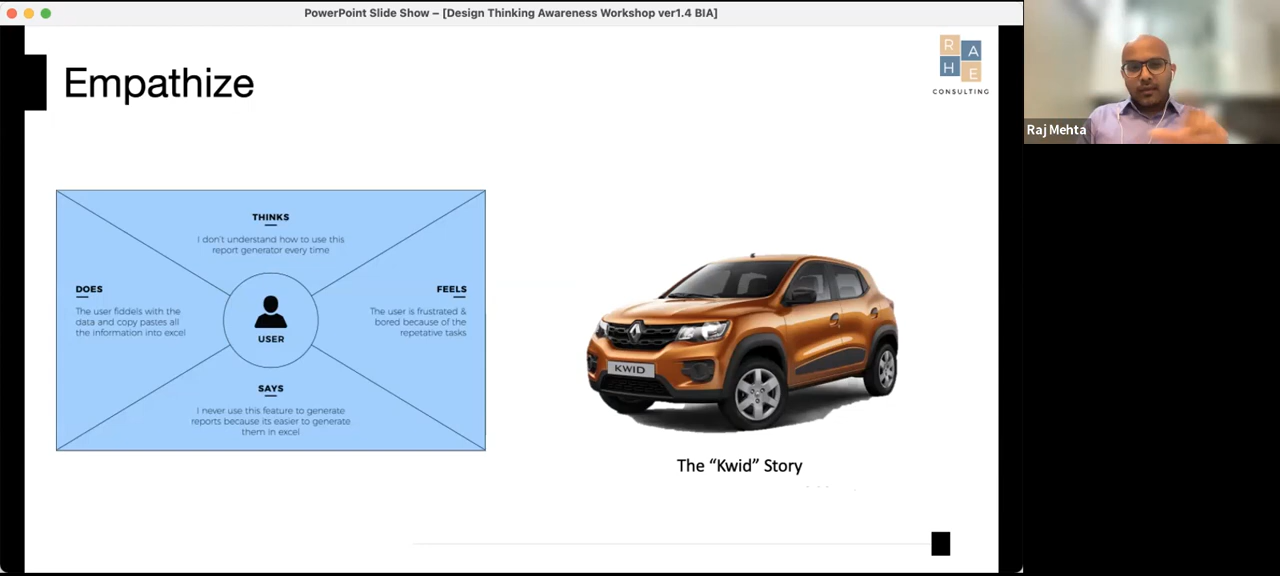 PowerPoint Slide Show – [Design Thinking Awareness Workshop ver1.4 BIA]
Empathize
R A
H E
CONSULTING
Raj Mehta
THINKS
I don't understand how to use this
report generator every time
DOES
The user fiddels with the
data and copy pastes all
the information into excel
FEELS
The user is frustrated &
bored because of the
repetative tasks
USER
SAYS
I never use this feature to generate
reports because its easier to generate
them in excel
KWID
The “Kwid” Story